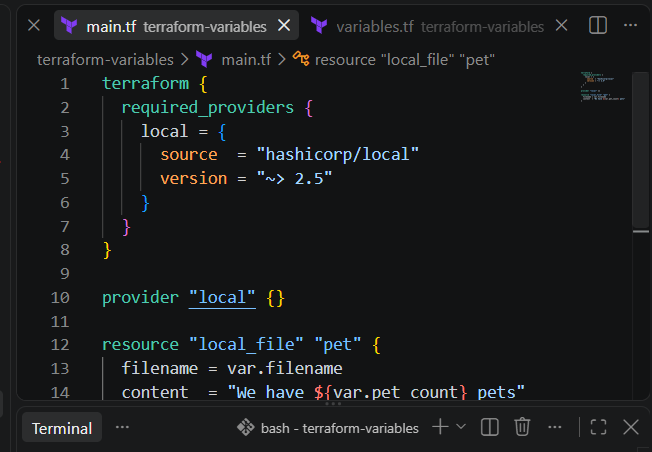 main.tf terraform-variables variables.tf terraform-variables
terraform-variables > main.tf > resource "local_file" "pet"
1 terraform {
2   required_providers {
3     local = {
4       source  = "hashicorp/local"
5       version = "~> 2.5"
6     }
7   }
8 }
9
10 provider "local" {}
11
12 resource "local_file" "pet" {
13   filename = var.filename
14   content  = "We have ${var.pet_count} pets"
Terminal ... bash - terraform-variables